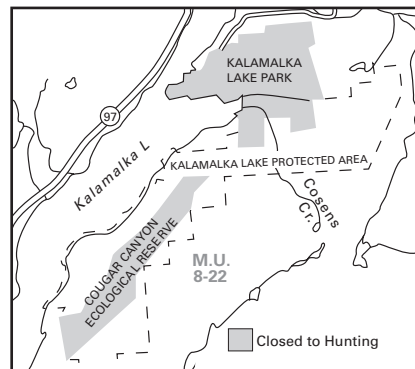 KALAMALKA
LAKE PARK
97
Kalamalka L
KALAMALKA LAKE PROTECTED AREA
Cosens
Cr.
COUGAR CANYON
ECOLOGICAL RESERVE
M.U.
8-22
Closed to Hunting